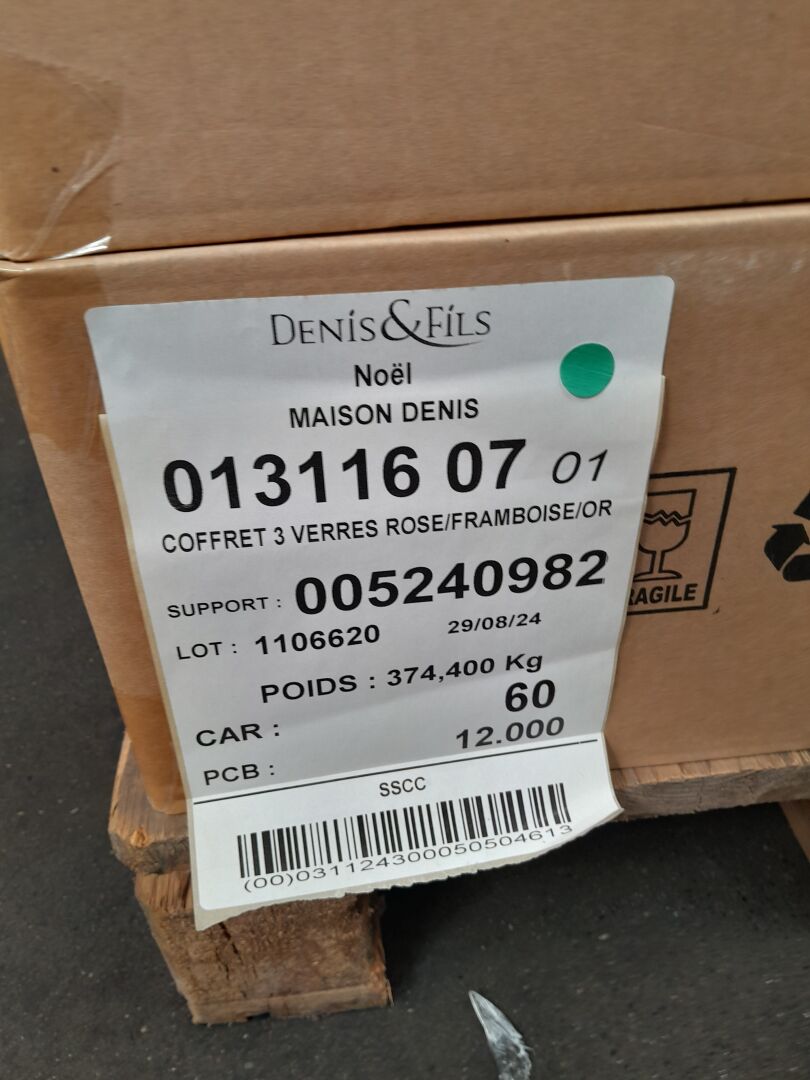 DENIS&FILS
Noël
MAISON DENIS
013116 07 01
COFFRET 3 VERRES ROSE/FRAMBOISE/OR
SUPPORT : 005240982
LOT : 1106620 29/08/24
POIDS : 374,400 Kg
CAR : 60
PCB : 12.000
SSCC
(00)031124300050504613
RAGILE